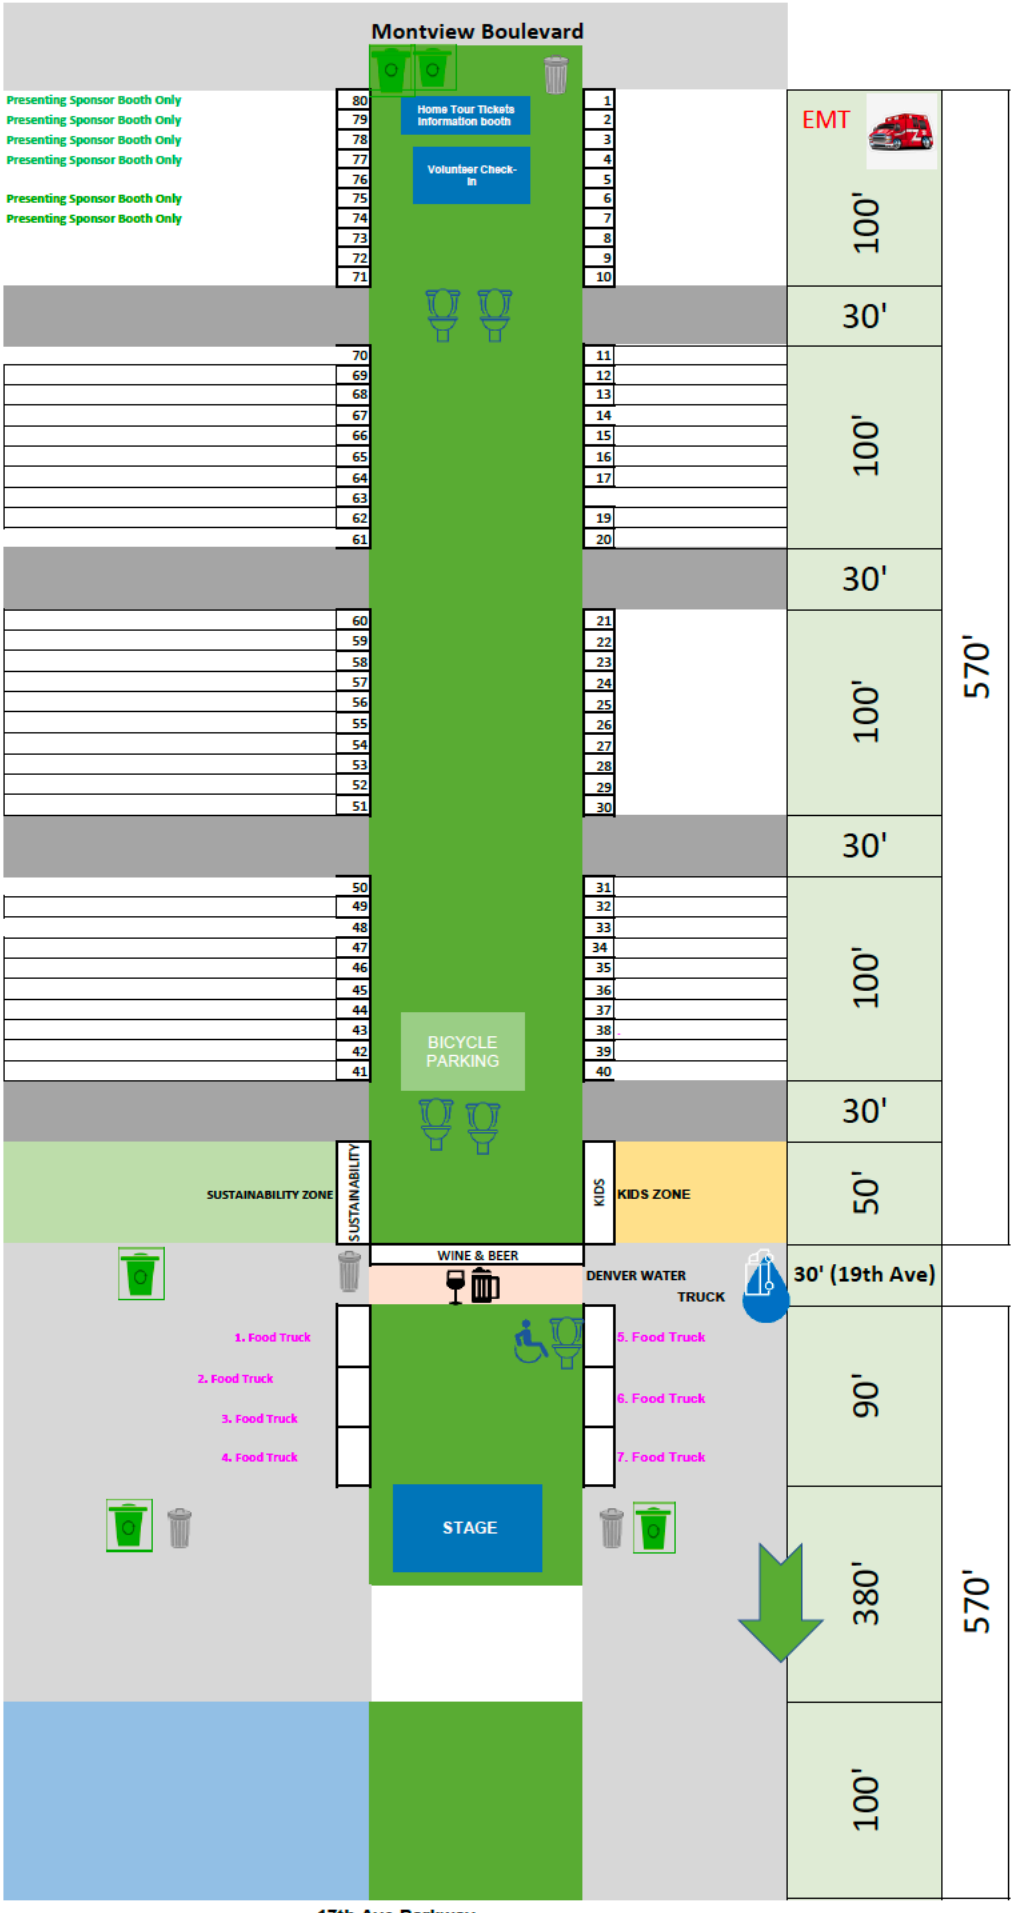 Montview Boulevard
Presenting Sponsor Booth Only 80 Home Tour Tickets 1 EMT
Presenting Sponsor Booth Only 79 Information booth 2
Presenting Sponsor Booth Only 78 3
Presenting Sponsor Booth Only 77 Volunteer Check- 4
76 In 5
Presenting Sponsor Booth Only 75 6
Presenting Sponsor Booth Only 74 7
100'
73 8
72 9
71 10
30'
70 11
69 12
68 13
67 14
66 15
65 16
64 17
63
62 19
61 20
100'
30'
570'
60 21
59 22
58 23
57 24
56 25
55 26
54 27
53 28
52 29
51 30
100'
30'
50 31
49 32
48 33
47 34
46 35
45 36
44 37
43 38
42 39
41 40
100'
BICYCLE
PARKING
30'
SUSTAINABILITY ZONE SUSTAINABILITY KIDS KIDS ZONE 50'
WINE & BEER
DENVER WATER
TRUCK
30' (19th Ave)
1. Food Truck 5. Food Truck
2. Food Truck 6. Food Truck
3. Food Truck
4. Food Truck 7. Food Truck
90'
STAGE
380'
570'
100'
17th Ave Parkway